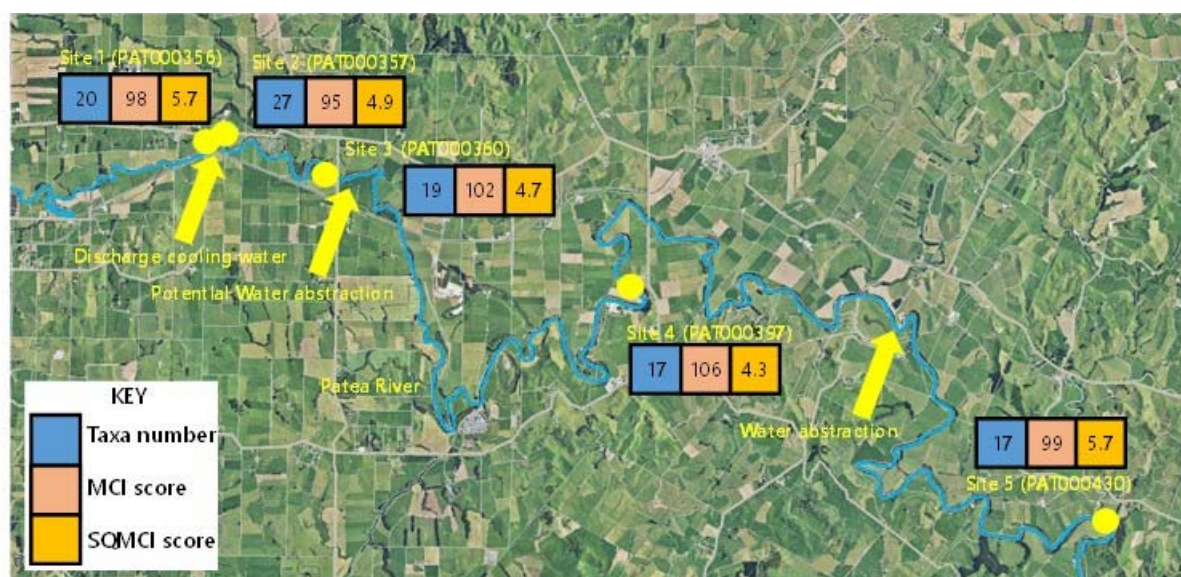 Site 1 (PAT000356)
20 98 5.7
Site 2 (PAT000357)
27 95 4.9
Site 3 (PAT000360)
19 102 4.7
Discharge cooling water
Potential Water abstraction
Site 4 (PAT000397)
17 106 4.3
Patea River
Water abstraction
17 99 5.7
Site 5 (PAT000430)
KEY
Taxa number
MCI score
SQMCI score